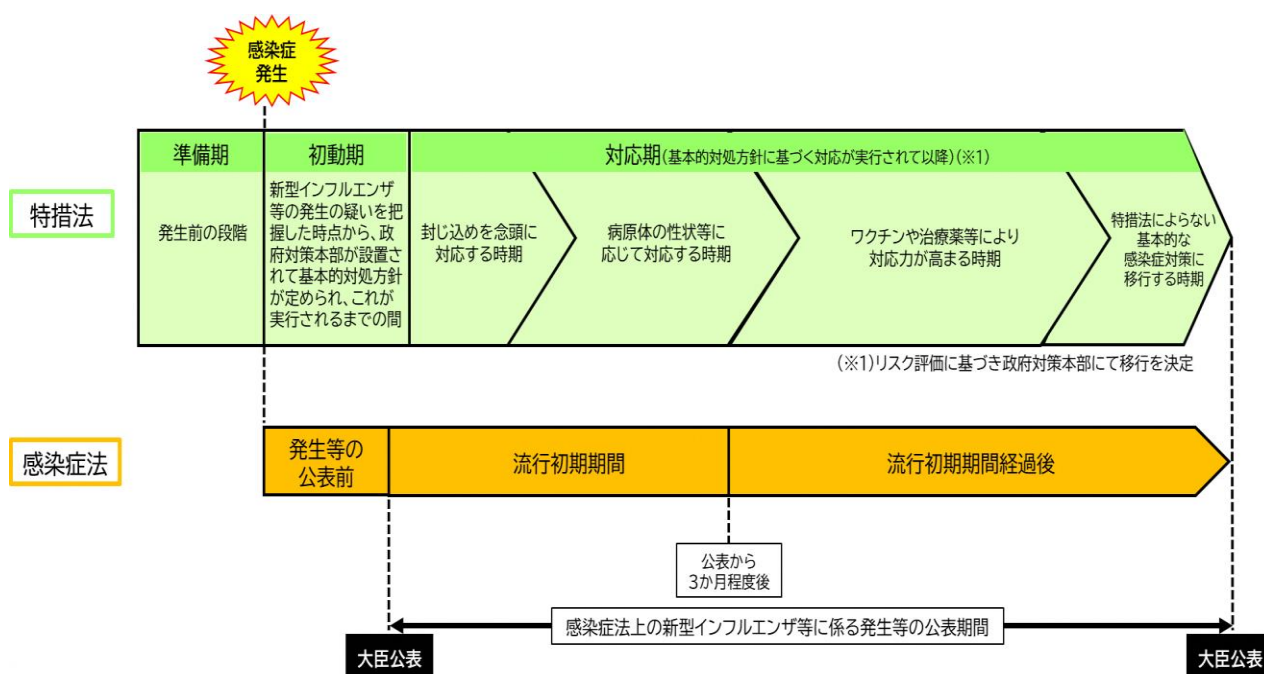 感染症
発生
準備期
初動期
対応期(基本的対処方針に基づく対応が実行されて以降)(※1)
特措法
発生前の段階
新型インフルエンザ
等の発生の疑いを把
握した時点から、政
府対策本部が設置さ
れて基本的対処方針
が定められ、これが
実行されるまでの間
封じ込めを念頭に
対応する時期
病原体の性状等に
応じて対応する時期
ワクチンや治療薬等により
対応力が高まる時期
特措法によらない
基本的な
感染症対策に
移行する時期
(※1)リスク評価に基づき政府対策本部にて移行を決定
感染症法
発生等の
公表前
流行初期期間
流行初期期間経過後
公表から
3か月程度後
感染症法上の新型インフルエンザ等に係る発生等の公表期間
大臣公表
大臣公表